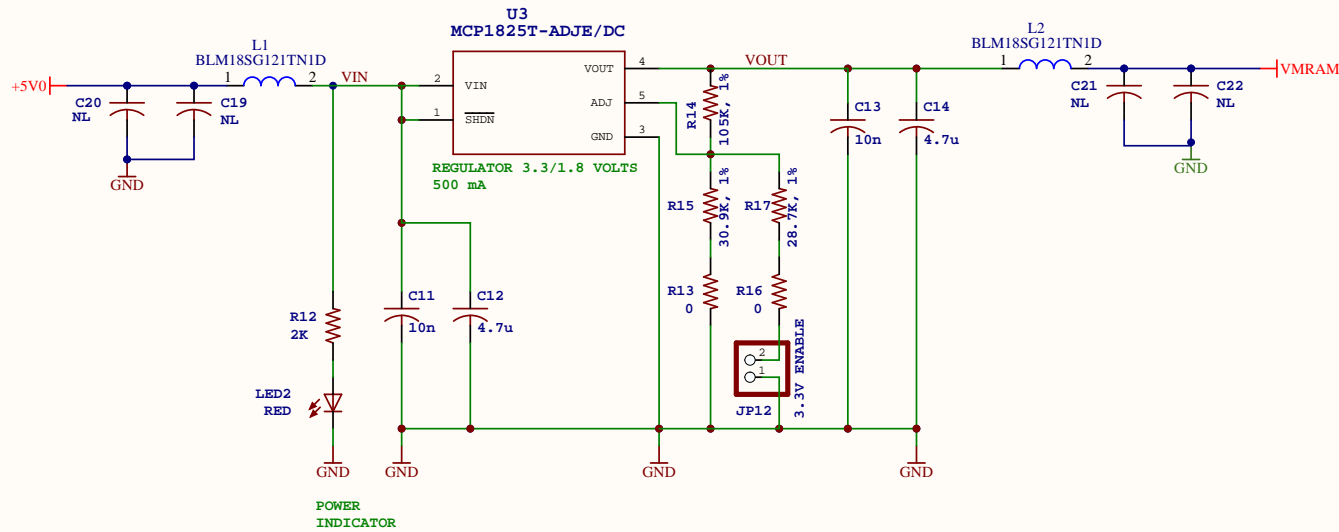 U3
MCP1825T-ADJE/DC
L1
BLM18SG121TN1D
1 2
+5V0
VIN
C20
NL
C19
NL
GND
2 VIN
1 SHDN
VOUT 4
ADJ 5
GND 3
REGULATOR 3.3/1.8 VOLTS
500 mA
VOUT
R14
105K, 1%
R15
30.9K, 1%
R17
28.7K, 1%
R13
0
R16
0
C13
10n
C14
4.7u
L2
BLM18SG121TN1D
1 2
VMRAM
C21
NL
C22
NL
GND
R12
2K
C11
10n
C12
4.7u
LED2
RED
2
1
JP12
3.3V ENABLE
GND
GND
GND
GND
POWER
INDICATOR